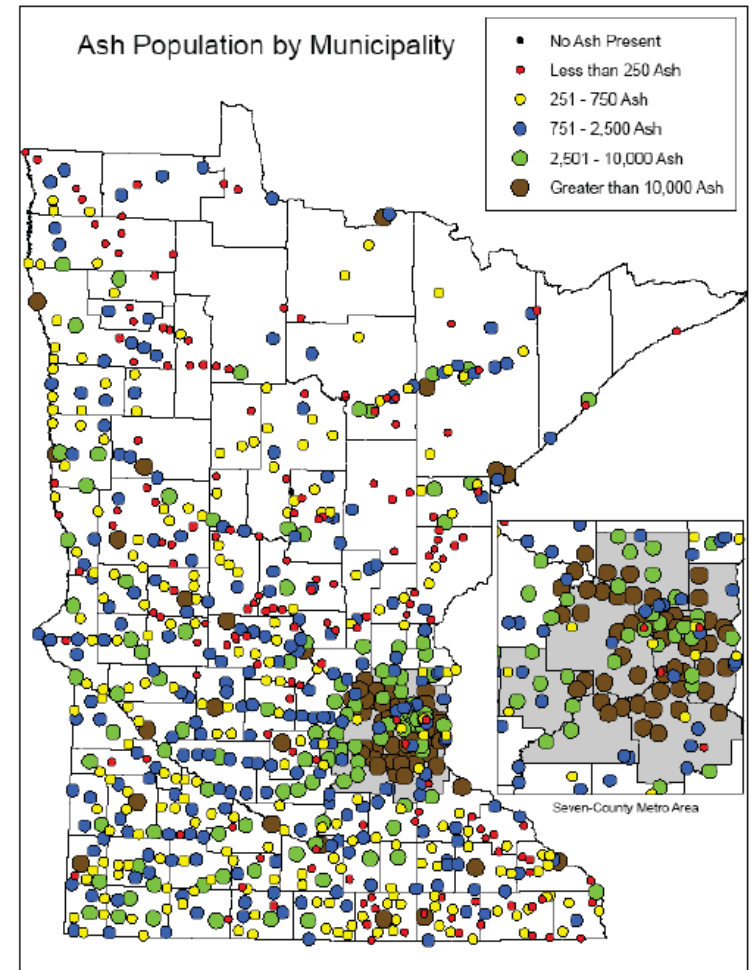 Ash Population by Municipality
No Ash Present
Less than 250 Ash
251 - 750 Ash
751 - 2,500 Ash
2,501 - 10,000 Ash
Greater than 10,000 Ash
Seven-County Metro Area